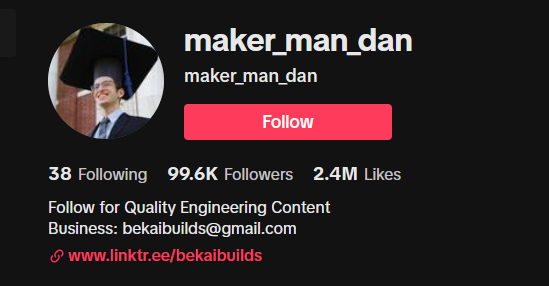 maker_man_dan
maker_man_dan
Follow
38 Following 99.6K Followers 2.4M Likes
Follow for Quality Engineering Content
Business: bekaibuilds@gmail.com
www.linktr.ee/bekaibuilds